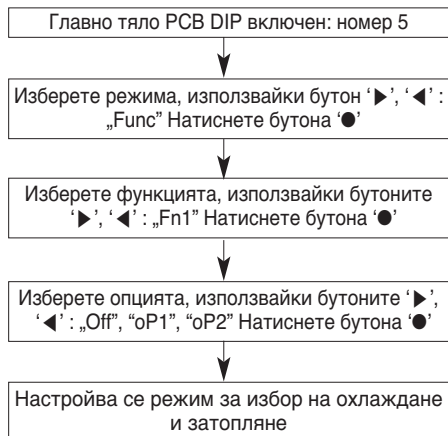 Главно тяло PCB DIP включен: номер 5
Изберете режима, използвайки бутон ‘▶’, ‘◀’ :
„Func” Натиснете бутона ‘●’
Изберете функцията, използвайки бутоните
‘▶’, ‘◀’ : „Fn1” Натиснете бутона ‘●’
Изберете опцията, използвайки бутоните ‘▶’,
‘◀’ : „Off”, “oP1”, “oP2” Натиснете бутона ‘●’
Настройва се режим за избор на охлаждане
и затопляне